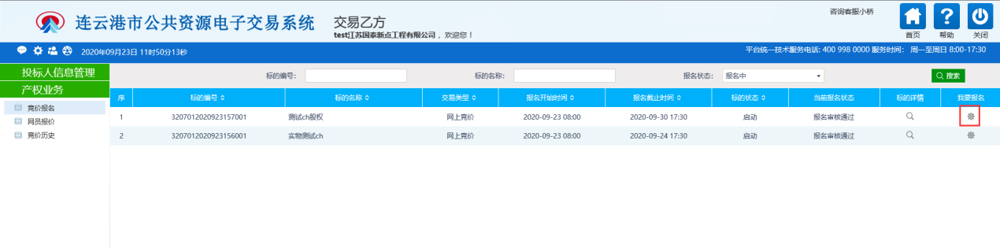 连云港市公共资源电子交易系统
交易乙方
test江苏国泰新点工程有限公司 ，欢迎您！
咨询客服小桥
首页 帮助 关闭
2020年09月23日 11时50分13秒
平台统一技术服务电话: 400 998 0000 服务时间： 周一至周日 8:00-17:30
投标人信息管理
产权业务
竞价报名
网员报价
竞价历史
标的编号： 标的名称： 报名状态： 报名中 搜索
序 标的编号 标的名称 交易类型 报名开始时间 报名截止时间 标的状态 当前报名状态 标的详情 我要报名
1 3207012020923157001 测试ch股权 网上竞价 2020-09-23 08:00 2020-09-30 17:30 启动 报名审核通过
2 3207012020923156001 实物测试ch 网上竞价 2020-09-23 08:00 2020-09-24 17:30 启动 报名审核通过